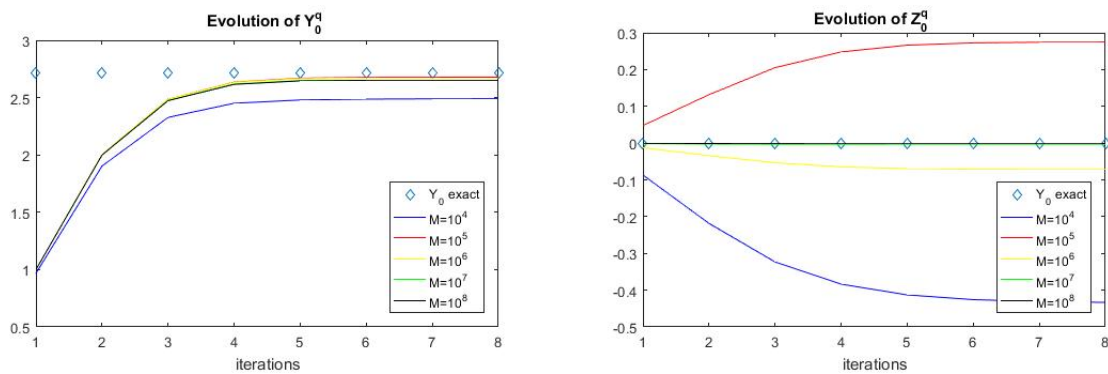 Evolution of Y₀^q
3
2.5
2
1.5
1
0.5
1 2 3 4 5 6 7 8
iterations
Y₀ exact
M=10⁴
M=10⁵
M=10⁶
M=10⁷
M=10⁸
Evolution of Z₀^q
0.3
0.2
0.1
0
-0.1
-0.2
-0.3
-0.4
-0.5
1 2 3 4 5 6 7 8
iterations
Y₀ exact
M=10⁴
M=10⁵
M=10⁶
M=10⁷
M=10⁸